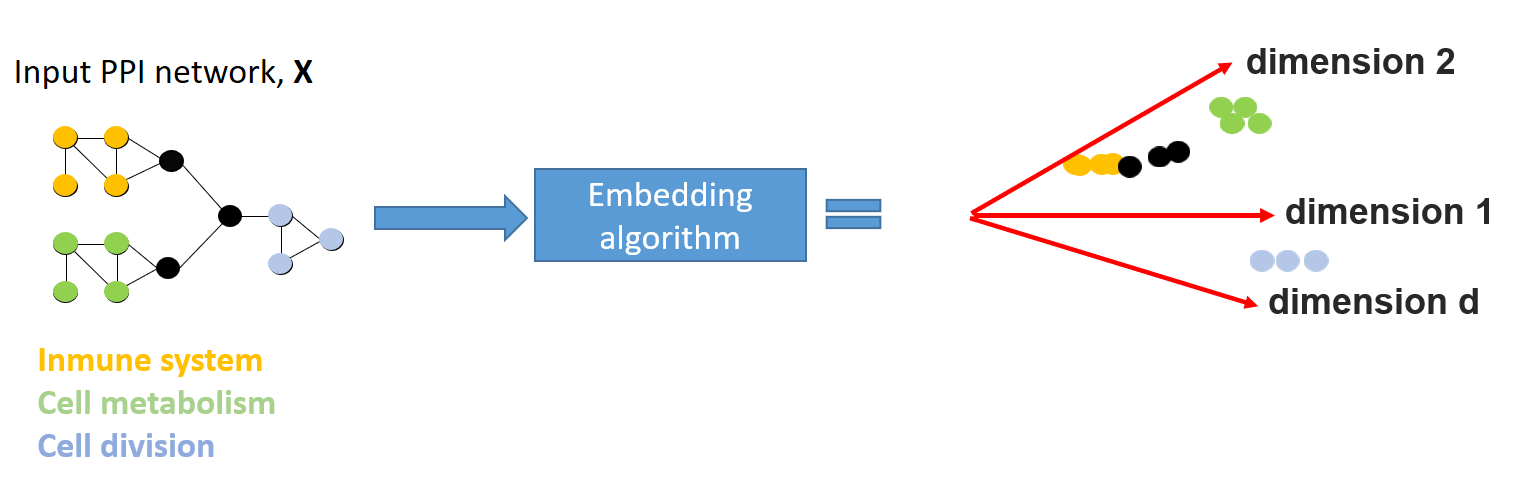 Input PPI network, X
Embedding
algorithm
dimension 2
dimension 1
dimension d
Inmune system
Cell metabolism
Cell division